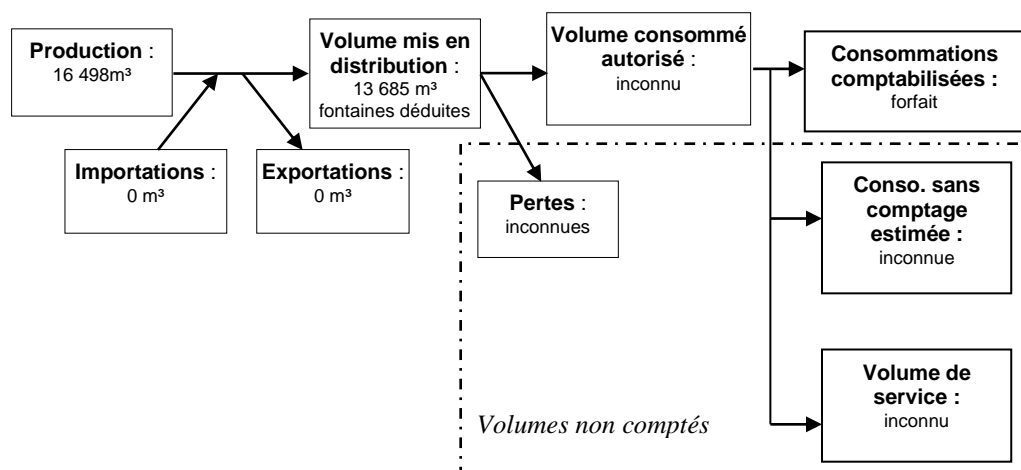 Production :
16 498m³
Volume mis en
distribution :
13 685 m³
fontaines déduites
Volume consommé
autorisé :
inconnu
Consommations
comptabilisées :
forfait
Importations :
0 m³
Exportations :
0 m³
Pertes :
inconnues
Conso. sans
comptage
estimée :
inconnue
Volume de
service :
inconnu
Volumes non comptés